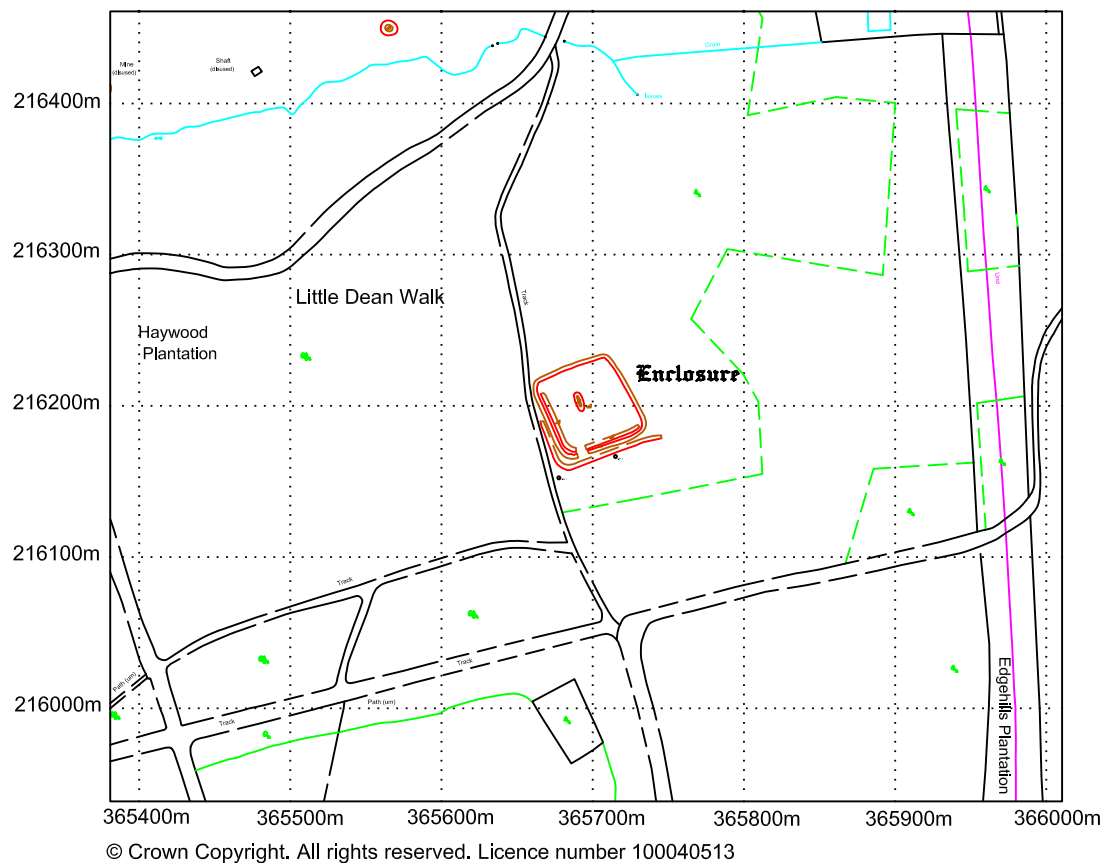 Mine
(disused)
Shaft
(disused)
Drain
Issues
216400m
216300m
Little Dean Walk
Track
Haywood
Plantation
Enclosure
216200m
216100m
Track
Track
Path (um)
Path (um)
Track
Und
Edgehills Plantation
216000m
365400m
365500m
365600m
365700m
365800m
365900m
366000m
© Crown Copyright. All rights reserved. Licence number 100040513